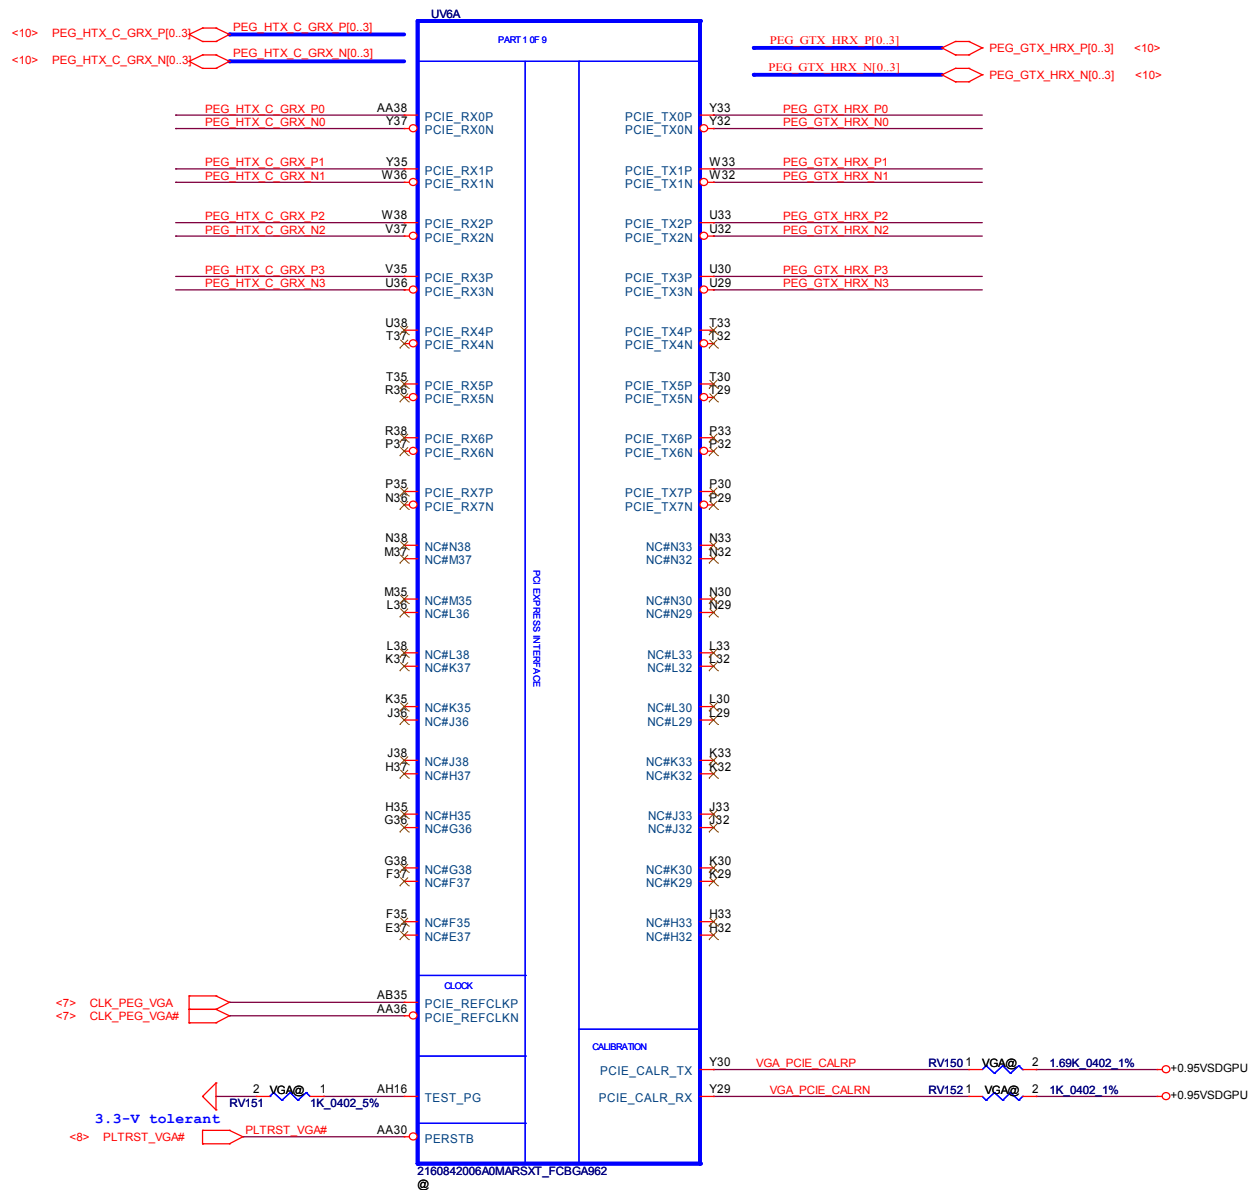 UV6A
PART 1 0F 9
<10> PEG_HTX_C_GRX_P[0..3] PEG_HTX_C_GRX_P[0..3]
<10> PEG_HTX_C_GRX_N[0..3] PEG_HTX_C_GRX_N[0..3]
PEG_GTX_HRX_P[0..3] PEG_GTX_HRX_P[0..3] <10>
PEG_GTX_HRX_N[0..3] PEG_GTX_HRX_N[0..3] <10>
PEG_HTX_C_GRX_P0 AA38 PCIE_RX0P PCIE_TX0P Y33 PEG_GTX_HRX_P0
PEG_HTX_C_GRX_N0 Y37 PCIE_RX0N PCIE_TX0N Y32 PEG_GTX_HRX_N0
PEG_HTX_C_GRX_P1 Y35 PCIE_RX1P PCIE_TX1P W33 PEG_GTX_HRX_P1
PEG_HTX_C_GRX_N1 W36 PCIE_RX1N PCIE_TX1N W32 PEG_GTX_HRX_N1
PEG_HTX_C_GRX_P2 W38 PCIE_RX2P PCIE_TX2P U33 PEG_GTX_HRX_P2
PEG_HTX_C_GRX_N2 V37 PCIE_RX2N PCIE_TX2N U32 PEG_GTX_HRX_N2
PEG_HTX_C_GRX_P3 V35 PCIE_RX3P PCIE_TX3P U30 PEG_GTX_HRX_P3
PEG_HTX_C_GRX_N3 U36 PCIE_RX3N PCIE_TX3N U29 PEG_GTX_HRX_N3
U38 PCIE_RX4P PCIE_TX4P T33
T37 PCIE_RX4N PCIE_TX4N T32
T35 PCIE_RX5P PCIE_TX5P T30
R36 PCIE_RX5N PCIE_TX5N T29
R38 PCIE_RX6P PCIE_TX6P P33
P37 PCIE_RX6N PCIE_TX6N P32
P35 PCIE_RX7P PCIE_TX7P P30
N36 PCIE_RX7N PCIE_TX7N P29
N38 NC#N38 NC#N33 N33
M37 NC#M37 NC#N32 N32
M35 NC#M35 NC#N30 N30
L36 NC#L36 NC#N29 N29
L38 NC#L38 NC#L33 L33
K37 NC#K37 NC#L32 L32
K35 NC#K35 NC#L30 L30
J36 NC#J36 NC#L29 L29
J38 NC#J38 NC#K33 K33
H37 NC#H37 NC#K32 K32
H35 NC#H35 NC#J33 J33
G36 NC#G36 NC#J32 J32
G38 NC#G38 NC#K30 K30
F37 NC#F37 NC#K29 K29
F35 NC#F35 NC#H33 H33
E37 NC#E37 NC#H32 H32
PCI EXPRESS INTERFACE
CLOCK
<7> CLK_PEG_VGA AB35 PCIE_REFCLKP
<7> CLK_PEG_VGA# AA36 PCIE_REFCLKN
CALIBRATION
PCIE_CALR_TX Y30 VGA_PCIE_CALRP RV150 1 VGA@ 2 1.69K_0402_1% +0.95VSDGPU
PCIE_CALR_RX Y29 VGA_PCIE_CALRN RV152 1 VGA@ 2 1K_0402_1% +0.95VSDGPU
2 VGA@ 1 AH16 TEST_PG
RV151 1K_0402_5%
3.3-V tolerant
<8> PLTRST_VGA# PLTRST_VGA# AA30 PERSTB
2160842006A0MARSXT_FCBGA962
@